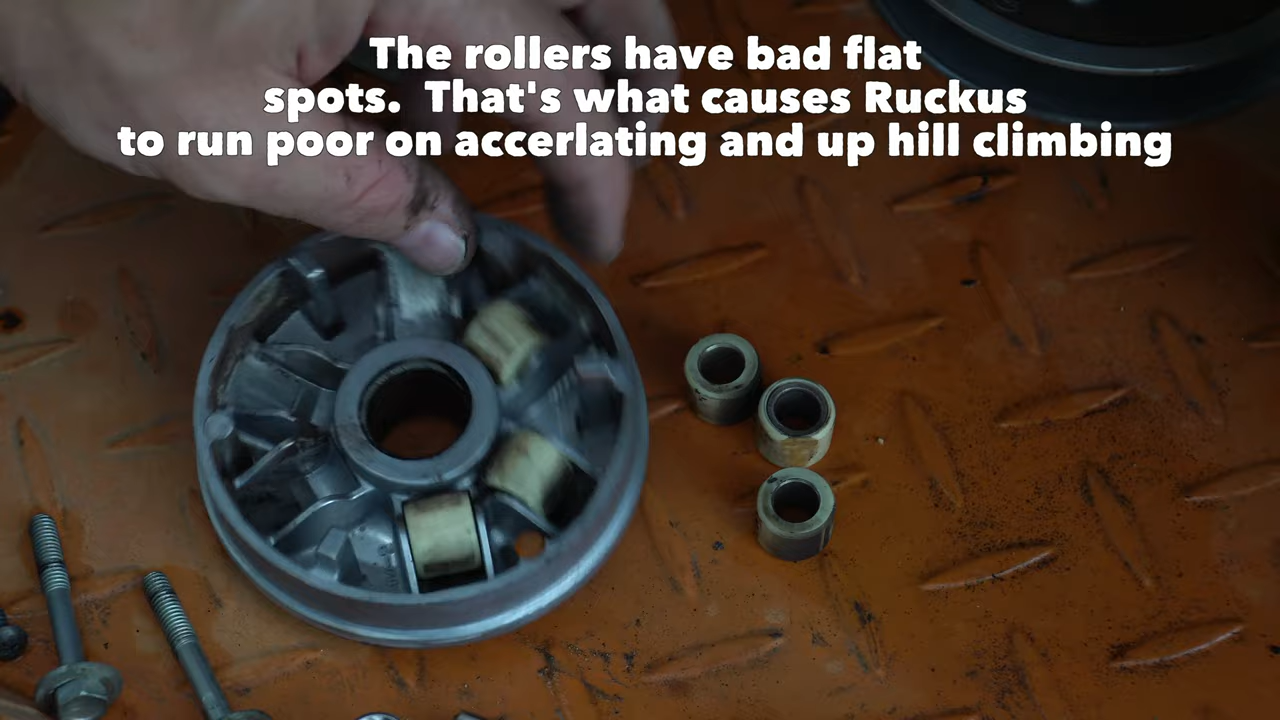 The rollers have bad flat
spots.  That's what causes Ruckus
to run poor on accerlating and up hill climbing